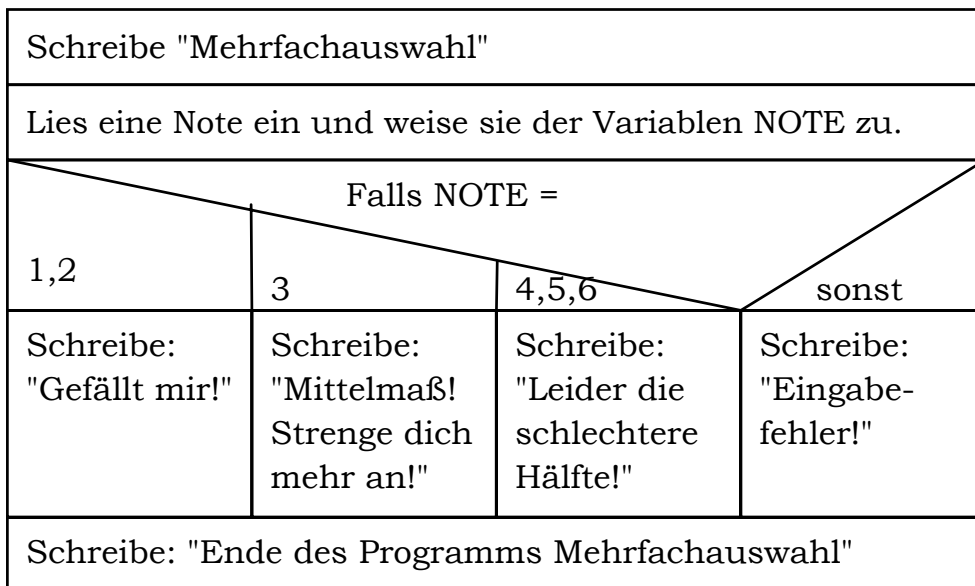 Schreibe "Mehrfachauswahl"
Lies eine Note ein und weise sie der Variablen NOTE zu.
Falls NOTE =
1,2
3
4,5,6
sonst
Schreibe:
"Gefällt mir!"
Schreibe:
"Mittelmaß!
Strenge dich
mehr an!"
Schreibe:
"Leider die
schlechtere
Hälfte!"
Schreibe:
"Eingabe-
fehler!"
Schreibe: "Ende des Programms Mehrfachauswahl"